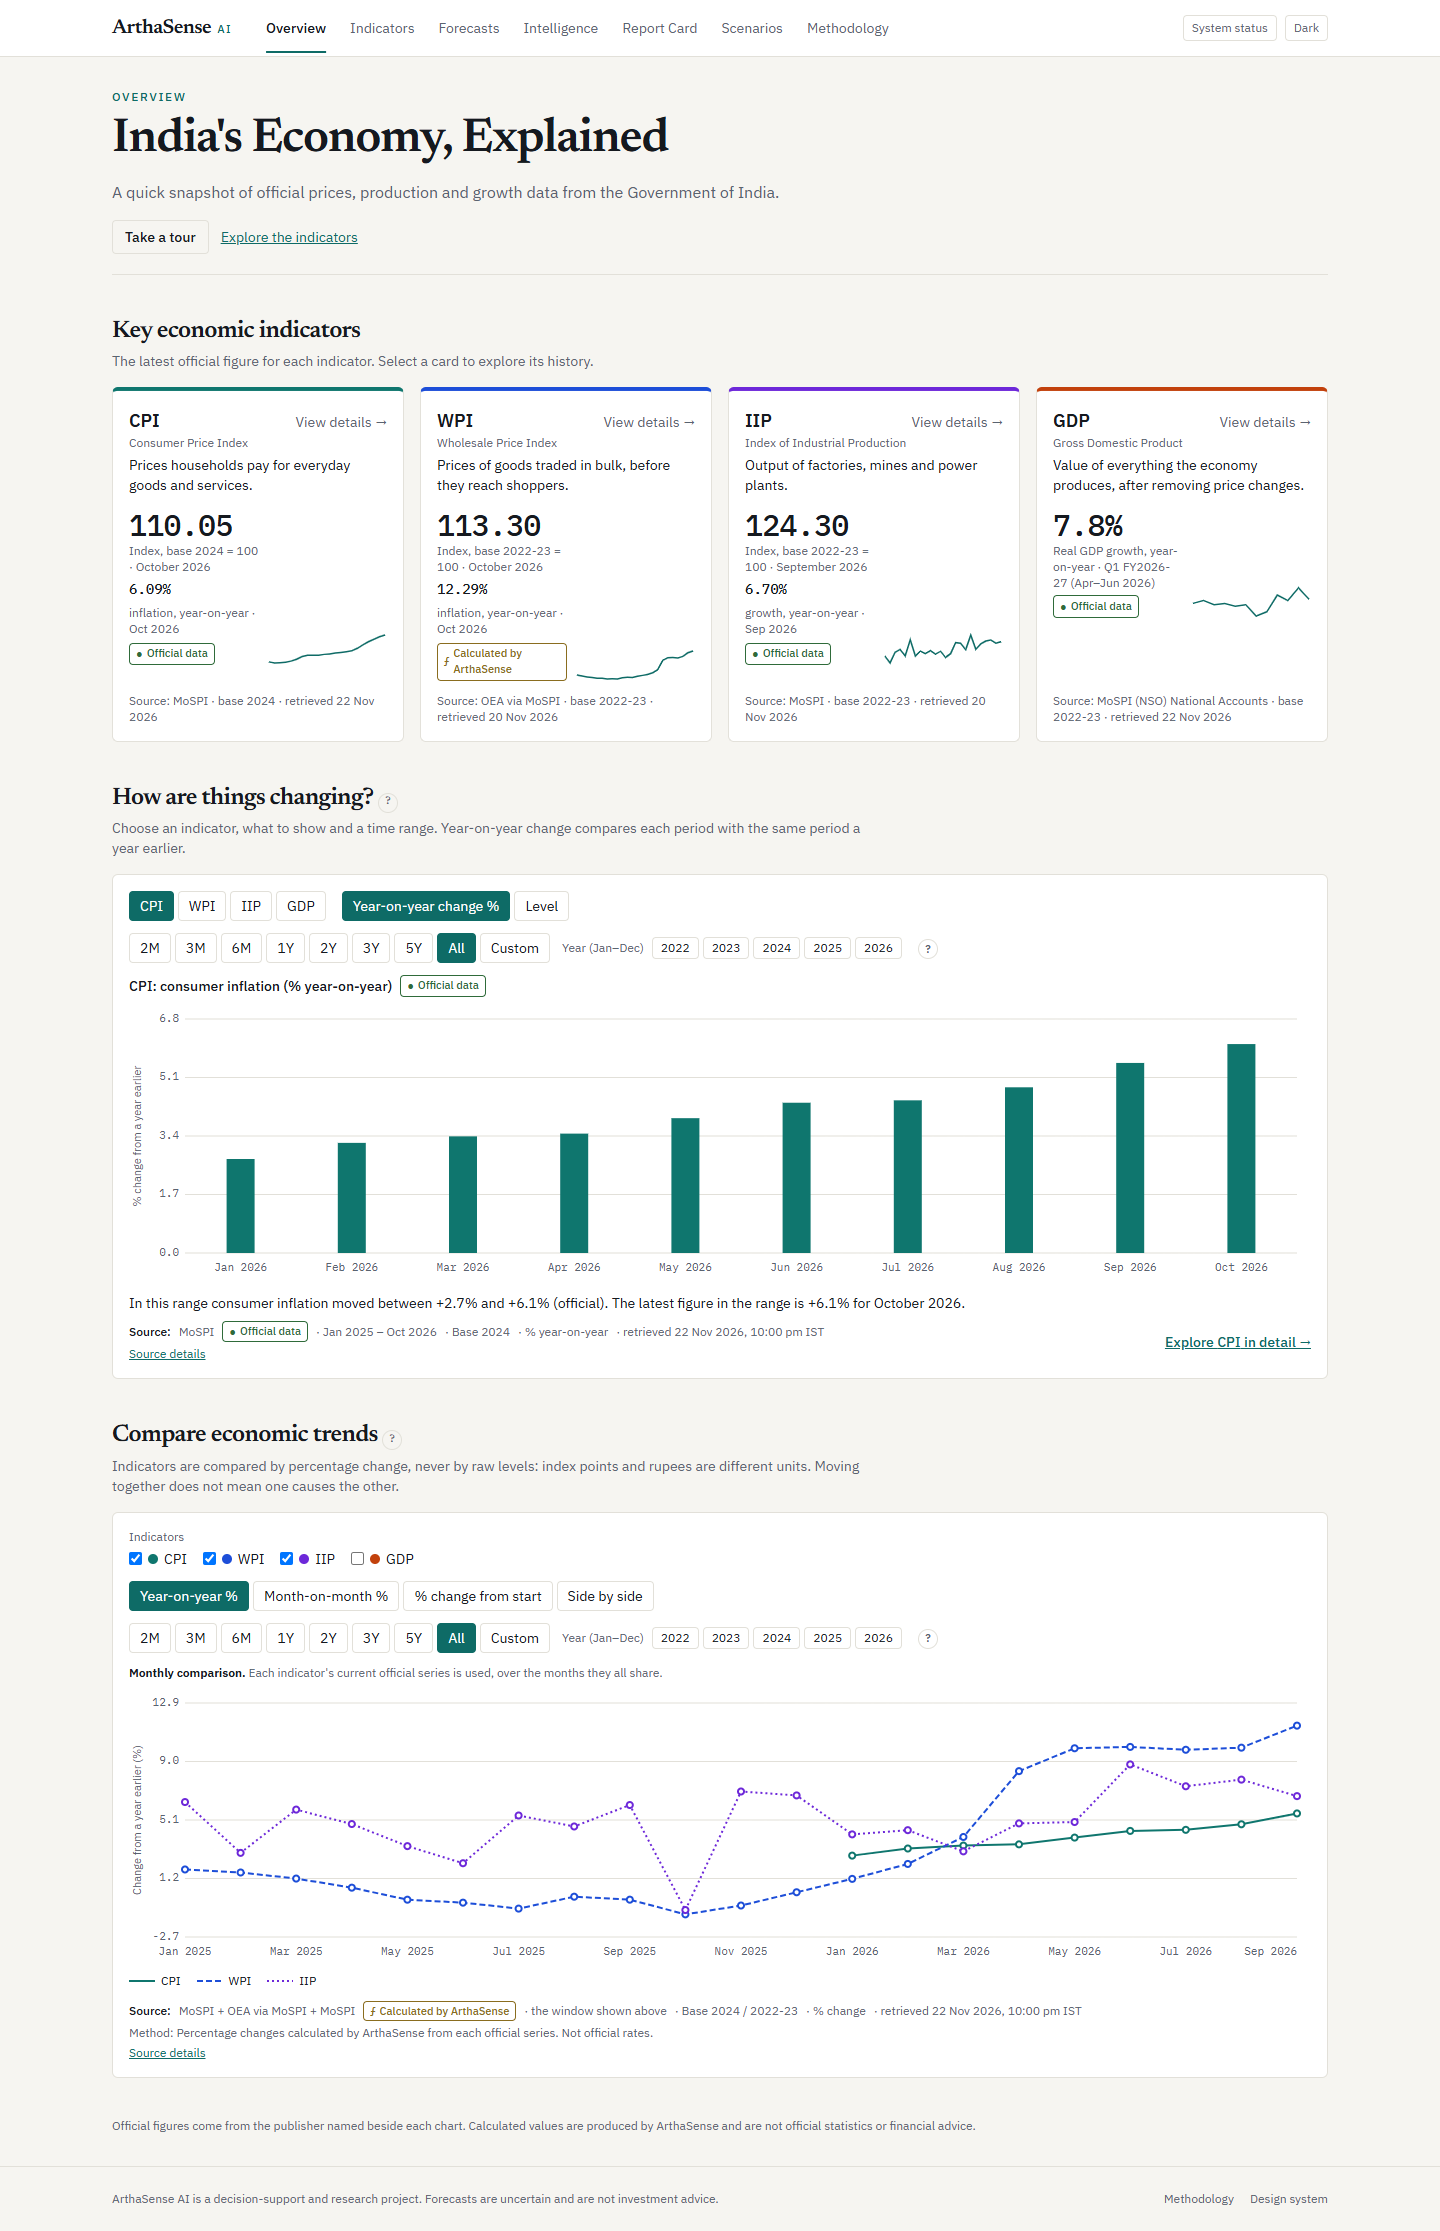 ArthaSense AI
Overview
Indicators
Forecasts
Intelligence
Report Card
Scenarios
Methodology
System status
Dark
OVERVIEW
India's Economy, Explained
A quick snapshot of official prices, production and growth data from the Government of India.
Take a tour
Explore the indicators
Key economic indicators
The latest official figure for each indicator. Select a card to explore its history.
CPI
View details →
Consumer Price Index
Prices households pay for everyday
goods and services.
110.05
Index, base 2024 = 100
· October 2026
6.09%
inflation, year-on-year ·
Oct 2026
● Official data
Source: MoSPI · base 2024 · retrieved 22 Nov
2026
WPI
View details →
Wholesale Price Index
Prices of goods traded in bulk, before
they reach shoppers.
113.30
Index, base 2022-23 =
100 · October 2026
12.29%
inflation, year-on-year ·
Oct 2026
ƒ Calculated by
ArthaSense
Source: OEA via MoSPI · base 2022-23 ·
retrieved 20 Nov 2026
IIP
View details →
Index of Industrial Production
Output of factories, mines and power
plants.
124.30
Index, base 2022-23 =
100 · September 2026
6.70%
growth, year-on-year ·
Sep 2026
● Official data
Source: MoSPI · base 2022-23 · retrieved 20
Nov 2026
GDP
View details →
Gross Domestic Product
Value of everything the economy
produces, after removing price changes.
7.8%
Real GDP growth, year-
on-year · Q1 FY2026-
27 (Apr–Jun 2026)
● Official data
Source: MoSPI (NSO) National Accounts · base
2022-23 · retrieved 22 Nov 2026
How are things changing? ?
Choose an indicator, what to show and a time range. Year-on-year change compares each period with the same period a
year earlier.
CPI WPI IIP GDP Year-on-year change % Level
2M 3M 6M 1Y 2Y 3Y 5Y All Custom Year (Jan–Dec) 2022 2023 2024 2025 2026 ?
CPI: consumer inflation (% year-on-year) ● Official data
% change from a year earlier
6.8
5.1
3.4
1.7
0.0
Jan 2026 Feb 2026 Mar 2026 Apr 2026 May 2026 Jun 2026 Jul 2026 Aug 2026 Sep 2026 Oct 2026
In this range consumer inflation moved between +2.7% and +6.1% (official). The latest figure in the range is +6.1% for October 2026.
Source: MoSPI ● Official data · Jan 2025 – Oct 2026 · Base 2024 · % year-on-year · retrieved 22 Nov 2026, 10:00 pm IST
Source details
Explore CPI in detail →
Compare economic trends ?
Indicators are compared by percentage change, never by raw levels: index points and rupees are different units. Moving
together does not mean one causes the other.
Indicators
CPI WPI IIP GDP
Year-on-year % Month-on-month % % change from start Side by side
2M 3M 6M 1Y 2Y 3Y 5Y All Custom Year (Jan–Dec) 2022 2023 2024 2025 2026 ?
Monthly comparison. Each indicator's current official series is used, over the months they all share.
Change from a year earlier (%)
12.9
9.0
5.1
1.2
-2.7
Jan 2025 Mar 2025 May 2025 Jul 2025 Sep 2025 Nov 2025 Jan 2026 Mar 2026 May 2026 Jul 2026 Sep 2026
CPI WPI IIP
Source: MoSPI + OEA via MoSPI + MoSPI ƒ Calculated by ArthaSense · the window shown above · Base 2024 / 2022-23 · % change · retrieved 22 Nov 2026, 10:00 pm IST
Method: Percentage changes calculated by ArthaSense from each official series. Not official rates.
Source details
Official figures come from the publisher named beside each chart. Calculated values are produced by ArthaSense and are not official statistics or financial advice.
ArthaSense AI is a decision-support and research project. Forecasts are uncertain and are not investment advice.
Methodology
Design system